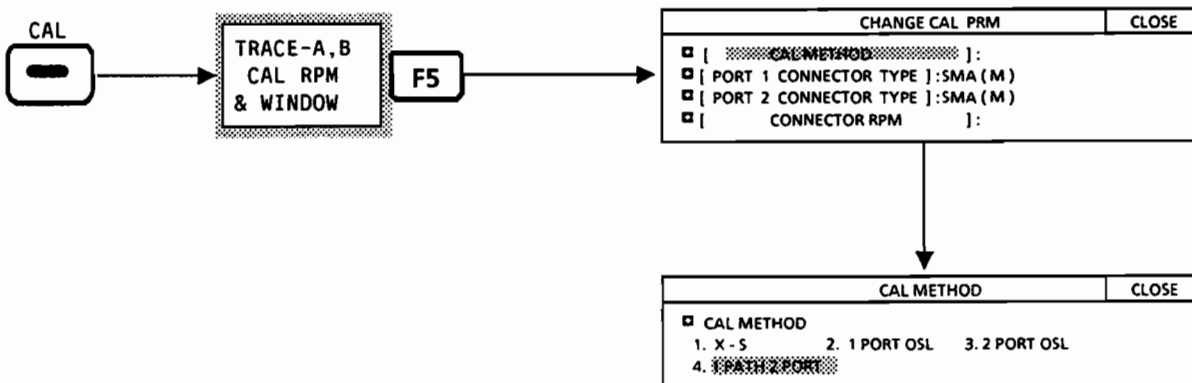 CAL
TRACE-A,B
CAL RPM
& WINDOW
F5
CHANGE CAL PRM CLOSE
[ CAL METHOD ]:
[ PORT 1 CONNECTOR TYPE ]:SMA(M)
[ PORT 2 CONNECTOR TYPE ]:SMA(M)
[ CONNECTOR RPM ]:
CAL METHOD CLOSE
CAL METHOD
1. X-S 2. 1 PORT OSL 3. 2 PORT OSL
4. 1 PATH 2 PORT